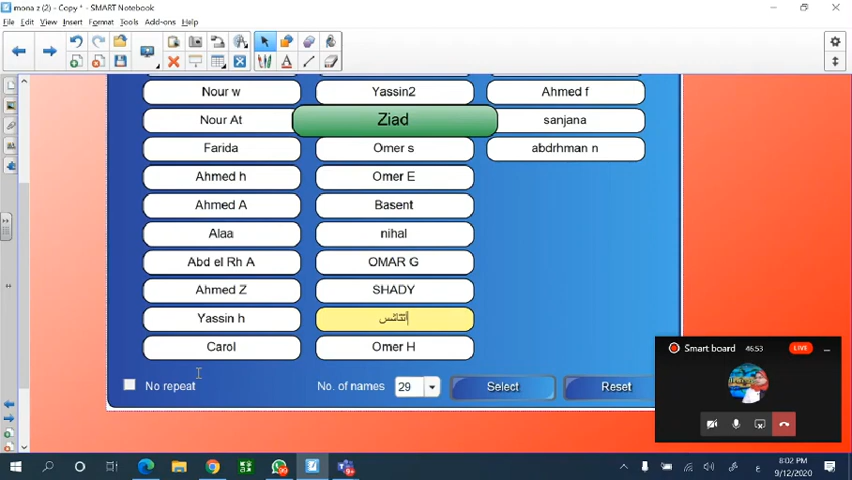 mona z (2) - Copy * - SMART Notebook
File Edit View Insert Format Tools Add-ons Help
Nour w
Yassin2
Ahmed f
Nour At
Ziad
sanjana
Farida
Omer s
abdrhman n
Ahmed h
Omer E
Ahmed A
Basent
Alaa
nihal
Abd el Rh A
OMAR G
Ahmed Z
SHADY
Yassin h
Carol
Omer H
No repeat
No. of names
29
Select
Reset
Smart board
46:53
LIVE
99
9+
ع
8:02 PM
9/12/2020